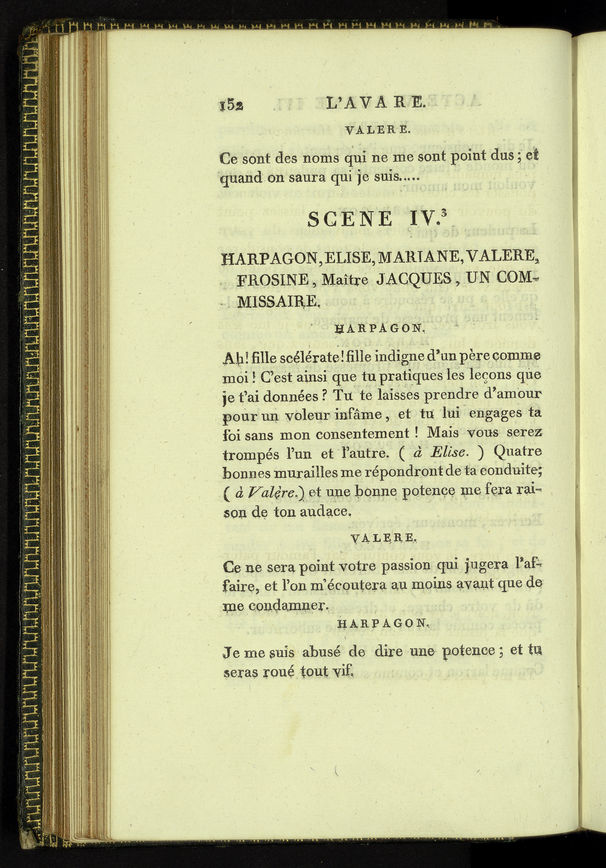 152 L'AVARE.
VALERE.
Ce sont des noms qui ne me sont point dus ; et
quand on saura qui je suis.....
SCENE IV.³
HARPAGON, ELISE, MARIANE, VALERE,
FROSINE, Maître JACQUES, UN COM-
MISSAIRE.
HARPAGON.
Ah ! fille scélérate ! fille indigne d'un père comme
moi ! C'est ainsi que tu pratiques les leçons que
je t'ai données ? Tu te laisses prendre d'amour
pour un voleur infâme, et tu lui engages ta
foi sans mon consentement ! Mais vous serez
trompés l'un et l'autre. ( à Elise. ) Quatre
bonnes murailles me répondront de ta conduite;
( à Valère.) et une bonne potence me fera rai-
son de ton audace.
VALERE.
Ce ne sera point votre passion qui jugera l'af-
faire, et l'on m'écoutera au moins avant que de
me condamner.
HARPAGON.
Je me suis abusé de dire une potence ; et tu
seras roué tout vif.